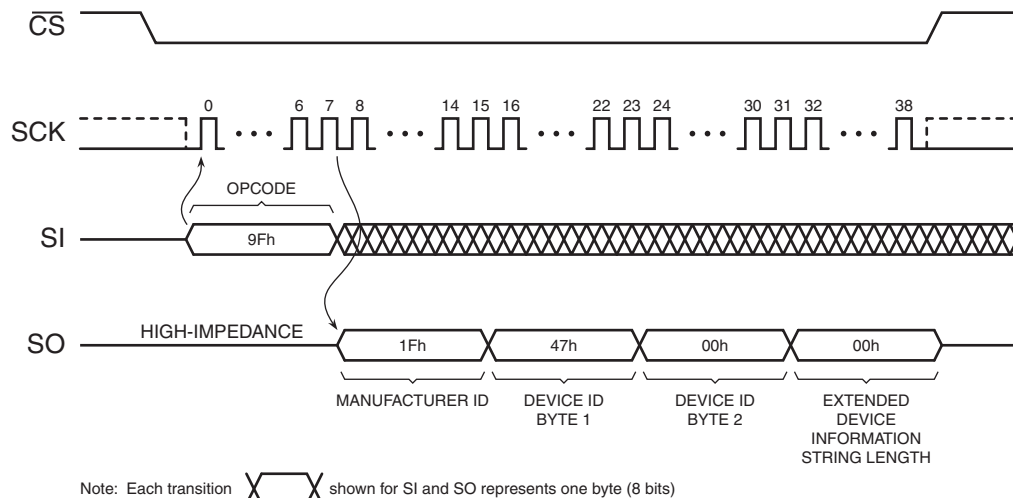 CS
0 6 7 8 14 15 16 22 23 24 30 31 32 38
SCK
OPCODE
SI 9Fh
HIGH-IMPEDANCE
SO 1Fh 47h 00h 00h
MANUFACTURER ID
DEVICE ID
BYTE 1
DEVICE ID
BYTE 2
EXTENDED
DEVICE
INFORMATION
STRING LENGTH
Note: Each transition shown for SI and SO represents one byte (8 bits)